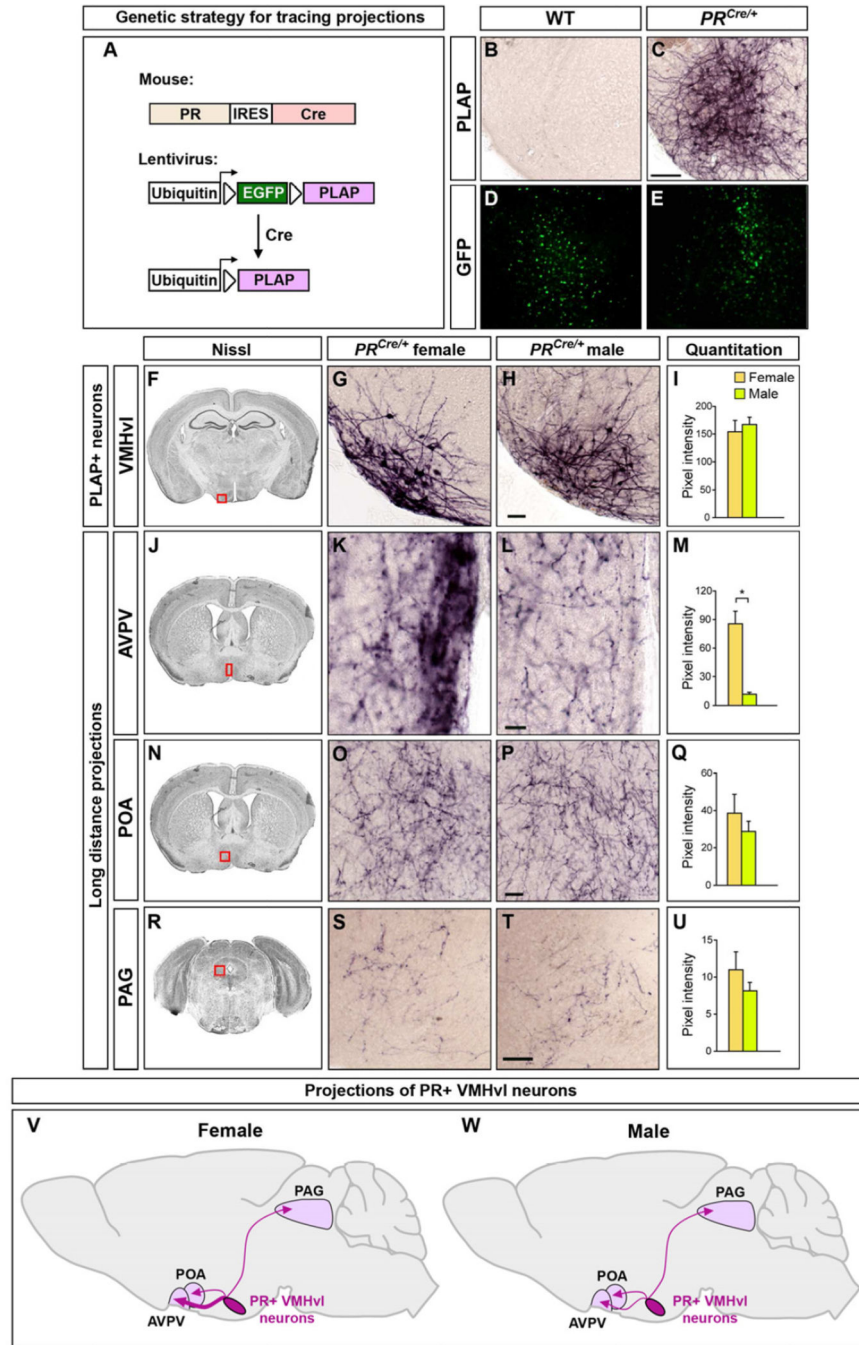 Genetic strategy for tracing projections
WT
PR^Cre/+
A
Mouse:
PR IRES Cre
Lentivirus:
Ubiquitin EGFP PLAP
Cre
Ubiquitin PLAP
PLAP
B
C
GFP
D
E
Nissl
PR^Cre/+ female
PR^Cre/+ male
Quantitation
PLAP+ neurons
VMHvl
F
G
H
I
Female
Male
Pixel intensity
200
150
100
50
0
Long distance projections
AVPV
J
K
L
M
Pixel intensity
120
90
60
30
0
*
POA
N
O
P
Q
Pixel intensity
60
40
20
0
PAG
R
S
T
U
Pixel intensity
15
10
5
0
Projections of PR+ VMHvl neurons
V
Female
PAG
POA
AVPV
PR+ VMHvl
neurons
W
Male
PAG
POA
AVPV
PR+ VMHvl
neurons